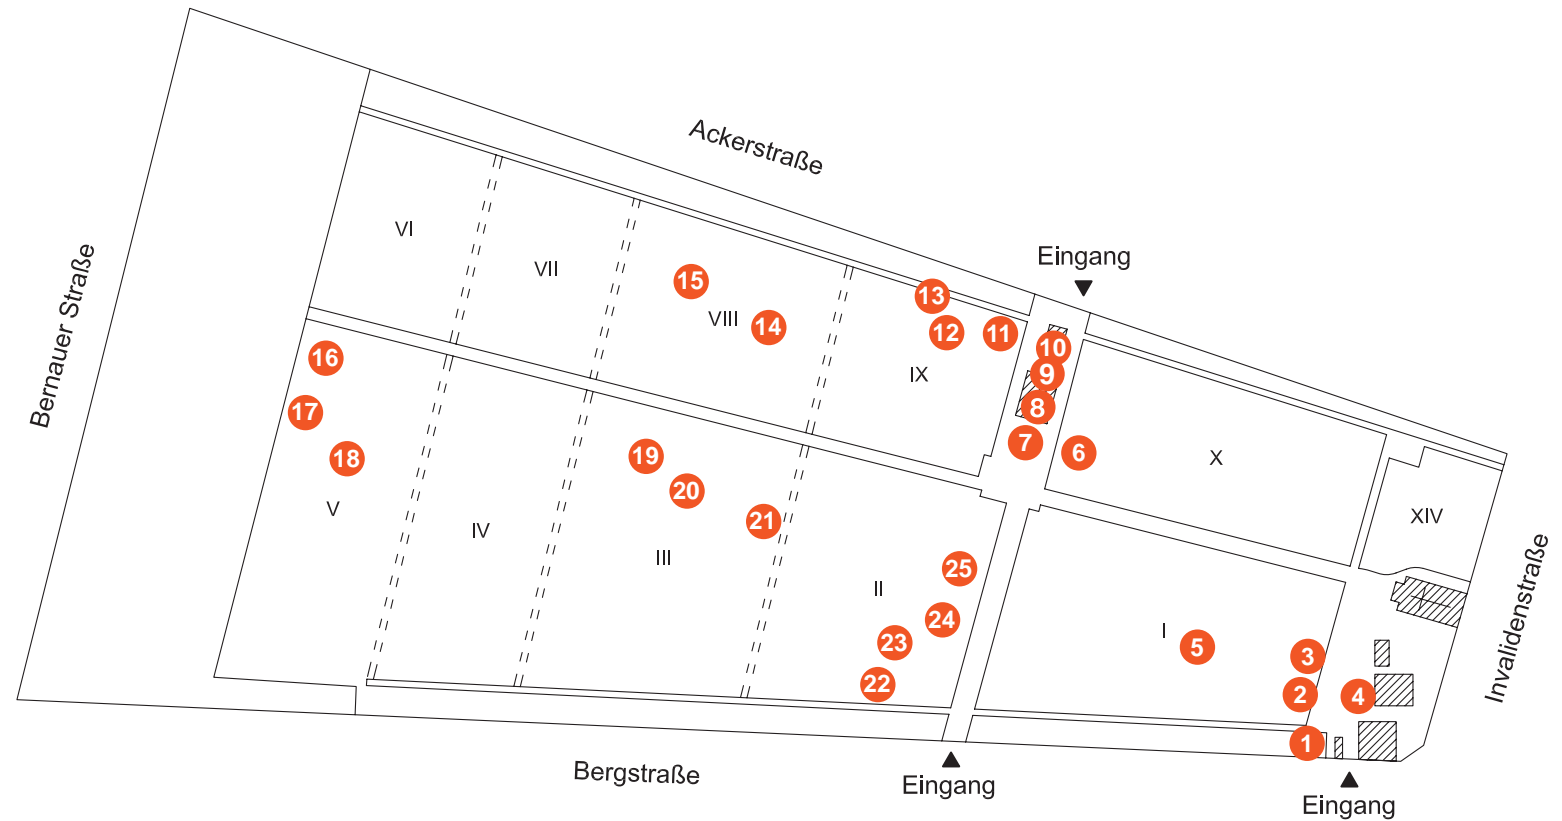 Ackerstraße
Eingang
Bernauer Straße
VI
VII
15
VIII
14
13
12
11
10
9
IX
8
7
6
X
16
17
18
V
19
20
21
IV
III
XIV
25
II
24
23
22
I
5
3
2
4
1
Invalidenstraße
Bergstraße
Eingang
Eingang